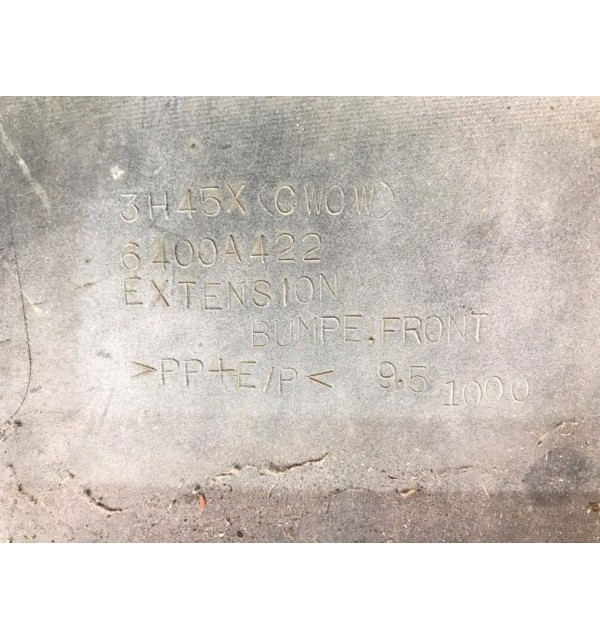 3H45X(CWOW)
6400A422
EXTENSION
BUMPE,FRONT
>PP+E/P< 9.5 1000